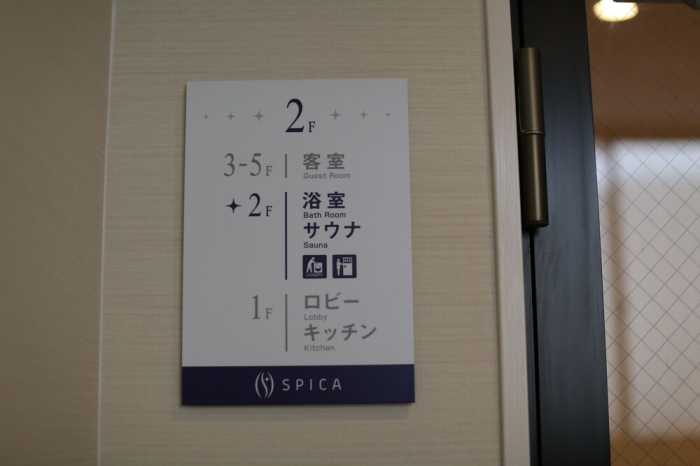 2F
3-5F 客室
Guest Room
2F 浴室
Bath Room
サウナ
Sauna
1F ロビー
Lobby
キッチン
Kitchen
SPICA